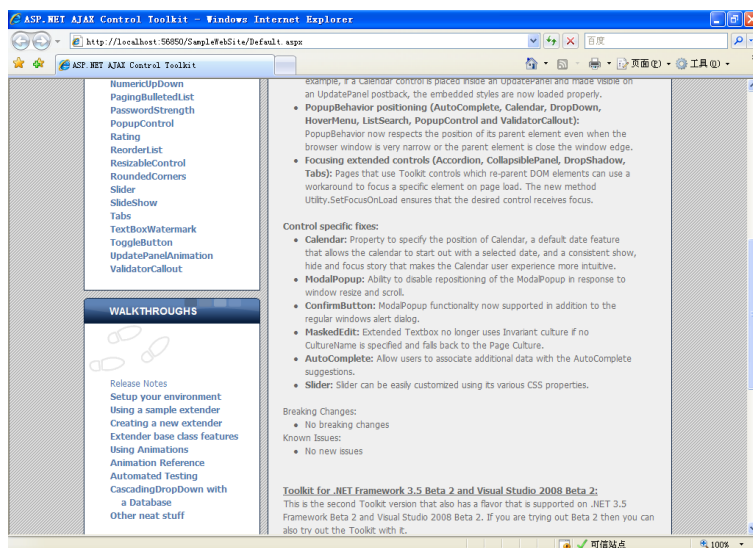 ASP.NET AJAX Control Toolkit - Windows Internet Explorer
http://localhost:56850/SampleWebSite/Default.aspx
百度
ASP.NET AJAX Control Toolkit
页面(P)
工具(O)
NumericUpDown
PagingBulletedList
PasswordStrength
PopupControl
Rating
ReorderList
ResizableControl
RoundedCorners
Slider
SlideShow
Tabs
TextBoxWatermark
ToggleButton
UpdatePanelAnimation
ValidatorCallout
WALKTHROUGHS
Release Notes
Setup your environment
Using a sample extender
Creating a new extender
Extender base class features
Using Animations
Animation Reference
Automated Testing
CascadingDropDown with
a Database
Other neat stuff
example, if a Calendar control is placed inside an UpdatePanel and made visible on
an UpdatePanel postback, the embedded styles are now loaded properly.
PopupBehavior positioning (AutoComplete, Calendar, DropDown,
HoverMenu, ListSearch, PopupControl and ValidatorCallout):
PopupBehavior now respects the position of its parent element even when the
browser window is very narrow or the parent element is close the window edge.
Focusing extended controls (Accordion, CollapsiblePanel, DropShadow,
Tabs): Pages that use Toolkit controls which re-parent DOM elements can use a
workaround to focus a specific element on page load. The new method
Utility.SetFocusOnLoad ensures that the desired control receives focus.
Control specific fixes:
Calendar: Property to specify the position of Calendar, a default date feature
that allows the calendar to start out with a selected date, and a consistent show,
hide and focus story that makes the Calendar user experience more intuitive.
ModalPopup: Ability to disable repositioning of the ModalPopup in response to
window resize and scroll.
ConfirmButton: ModalPopup functionality now supported in addition to the
regular windows alert dialog.
MaskedEdit: Extended Textbox no longer uses Invariant culture if no
CultureName is specified and falls back to the Page Culture.
AutoComplete: Allow users to associate additional data with the AutoComplete
suggestions.
Slider: Slider can be easily customized using its various CSS properties.
Breaking Changes:
No breaking changes
Known Issues:
No new issues
Toolkit for .NET Framework 3.5 Beta 2 and Visual Studio 2008 Beta 2:
This is the second Toolkit version that also has a flavor that is supported on .NET 3.5
Framework Beta 2 and Visual Studio 2008 Beta 2. If you are trying out Beta 2 then you can
also try out the Toolkit with it.
可信站点
100%